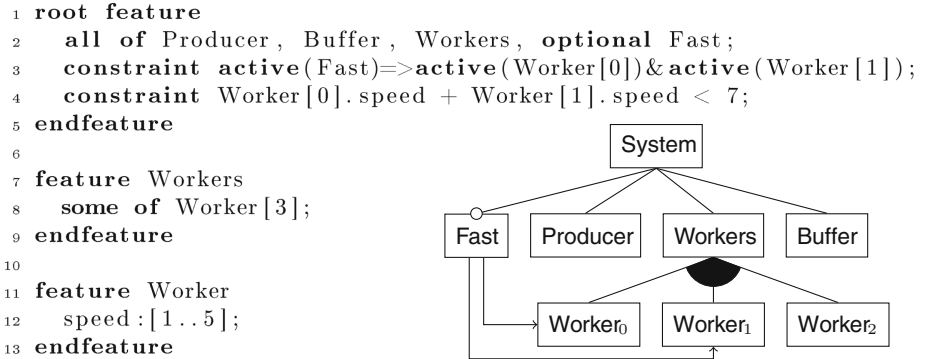 1 root feature
2 all of Producer, Buffer, Workers, optional Fast;
3 constraint active(Fast)=>active(Worker[0])&active(Worker[1]);
4 constraint Worker[0].speed + Worker[1].speed < 7;
5 endfeature
6
7 feature Workers
8 some of Worker[3];
9 endfeature
10
11 feature Worker
12 speed:[1..5];
13 endfeature
System
Fast Producer Workers Buffer
Worker₀ Worker₁ Worker₂